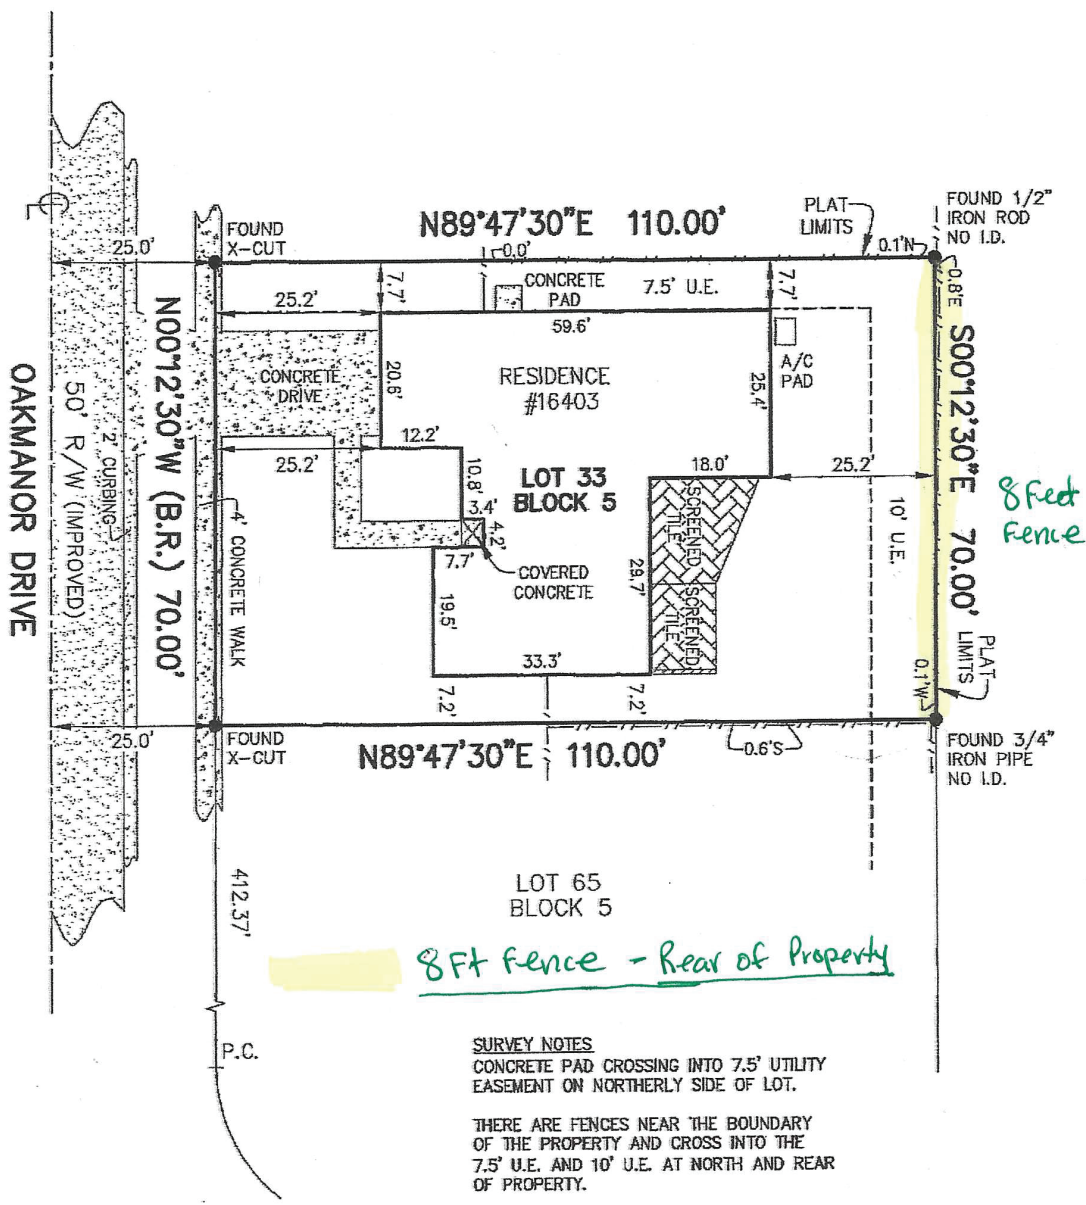 FOUND 1/2"
IRON ROD
NO I.D.
PLAT
LIMITS
N89°47'30"E 110.00'
FOUND
X-CUT
25.0'
0.0'
0.1'N
0.8'E
7.7'
CONCRETE
PAD
7.5' U.E.
7.7'
25.2'
59.6'
A/C
PAD
CONCRETE
DRIVE
20.6'
RESIDENCE
#16403
25.4'
N00°12'30"W (B.R.) 70.00'
S00°12'30"E 70.00'
OAKMANOR DRIVE
50' R/W (IMPROVED)
2' CURBING
4' CONCRETE WALK
12.2'
25.2'
10.8'
LOT 33
BLOCK 5
18.0'
25.2'
8 Feet
Fence
3.4'
4.2'
7.7'
COVERED
CONCRETE
SCREENED
TILE
SCREENED
TILE
29.7'
10' U.E.
19.5'
33.3'
7.2'
7.2'
PLAT
LIMITS
0.1'W
25.0'
FOUND
X-CUT
N89°47'30"E 110.00'
0.6'S
FOUND 3/4"
IRON PIPE
NO I.D.
412.37'
LOT 65
BLOCK 5
8 Ft Fence - Rear of Property
P.C.
SURVEY NOTES
CONCRETE PAD CROSSING INTO 7.5' UTILITY
EASEMENT ON NORTHERLY SIDE OF LOT.
THERE ARE FENCES NEAR THE BOUNDARY
OF THE PROPERTY AND CROSS INTO THE
7.5' U.E. AND 10' U.E. AT NORTH AND REAR
OF PROPERTY.